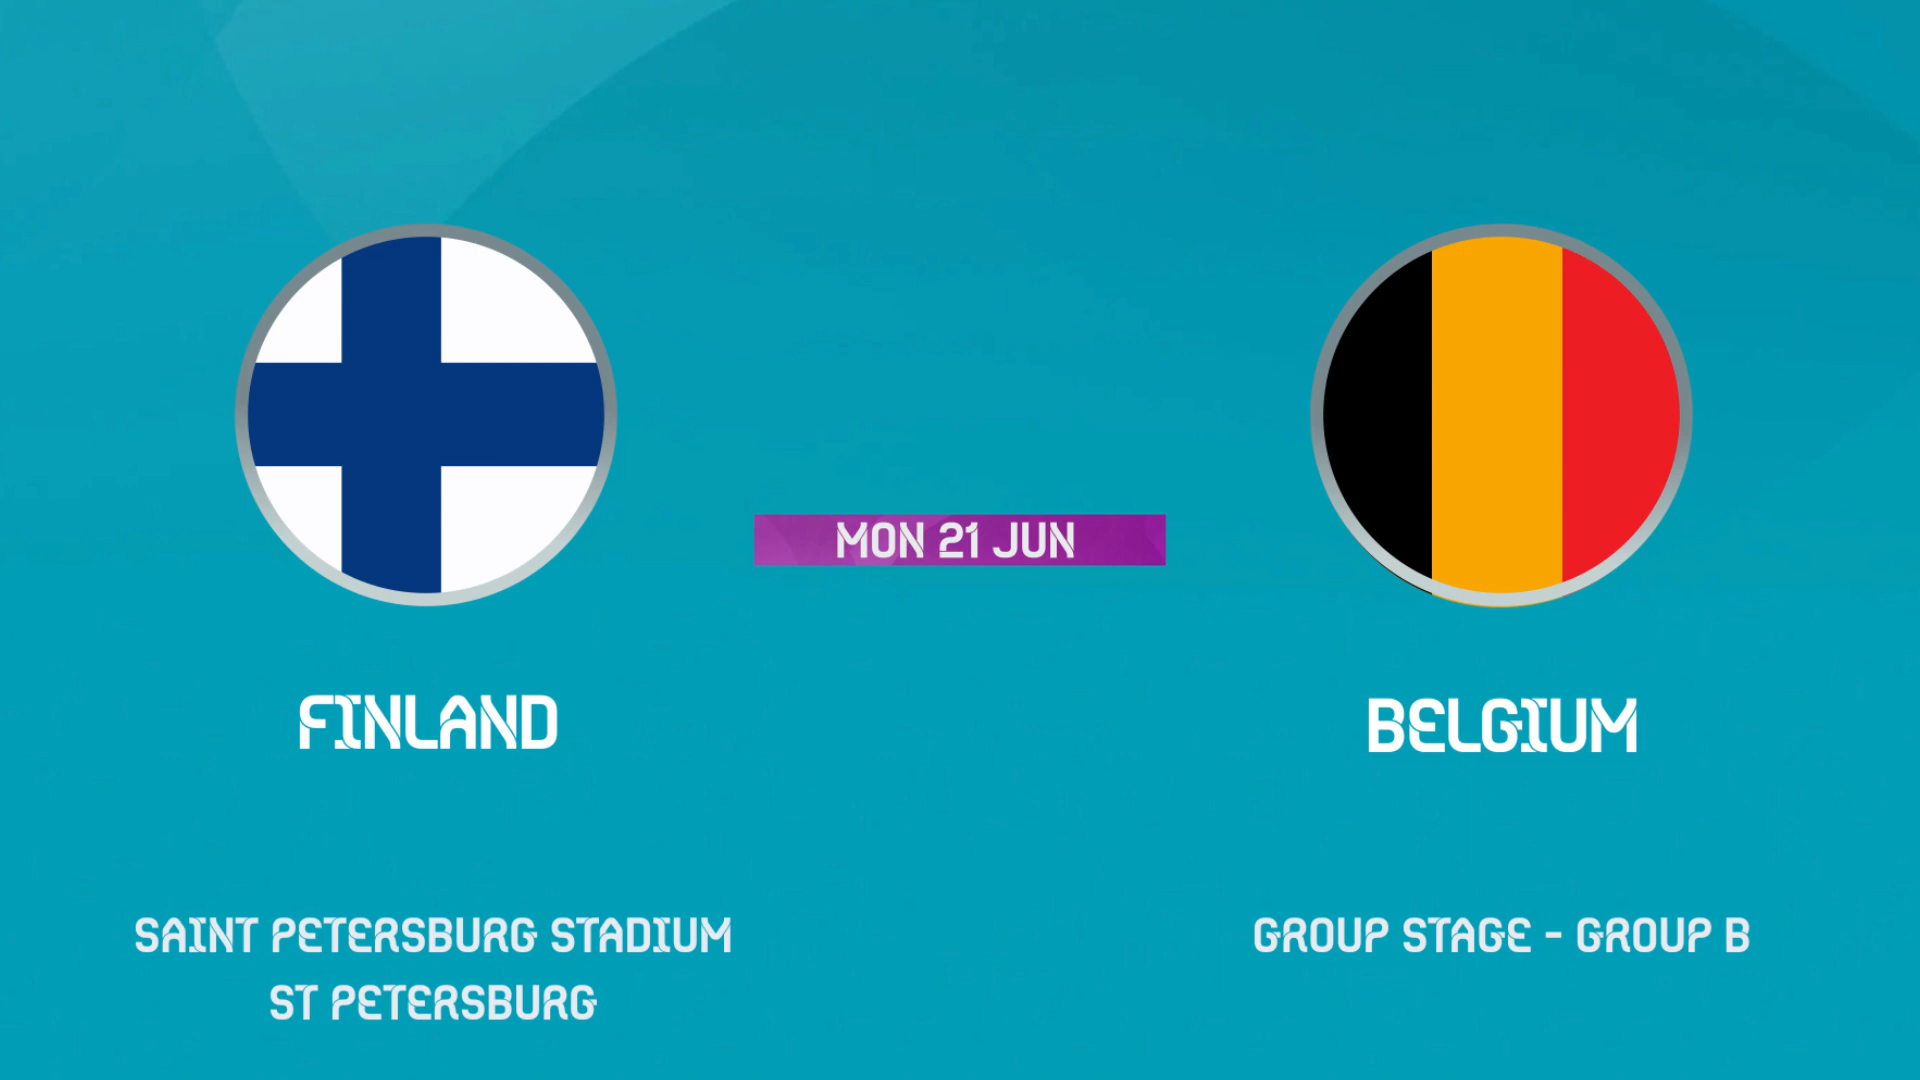 MON 21 JUN
FINLAND
BELGIUM
SAINT PETERSBURG STADIUM
ST PETERSBURG
GROUP STAGE - GROUP B